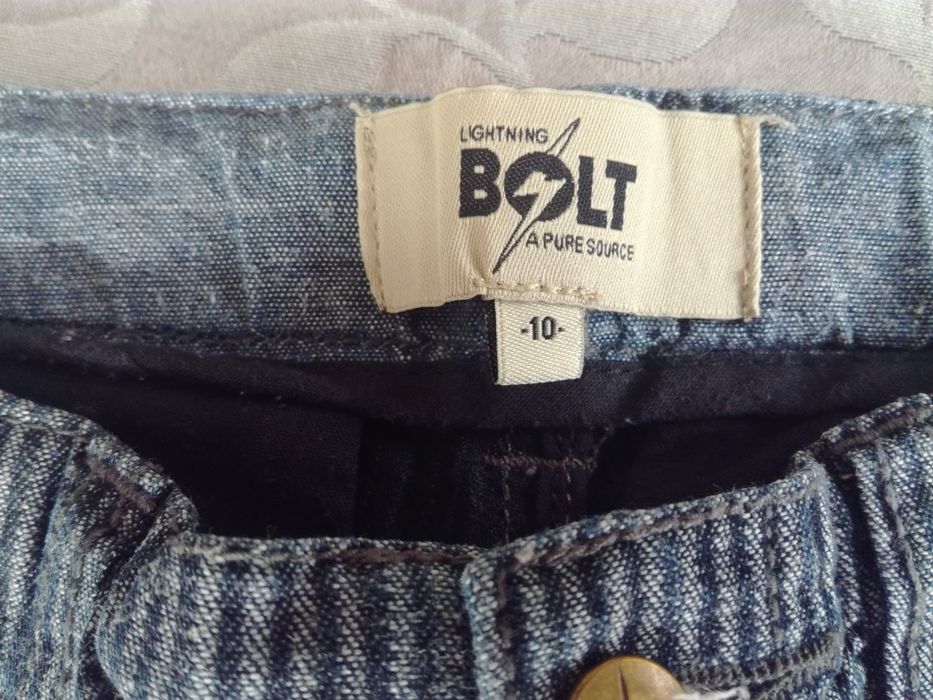 LIGHTNING
BOLT
A PURE SOURCE
-10-